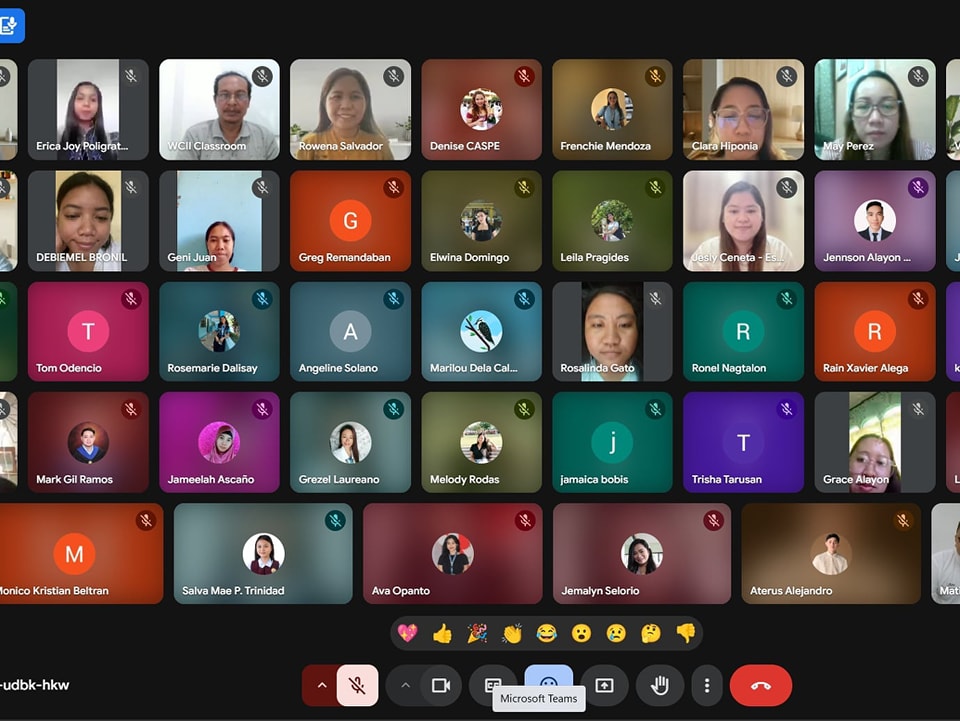 Erica Joy Poligrat...
WCII Classroom
Rowena Salvador
Denise CASPE
Frenchie Mendoza
Clara Hiponia
May Perez
DEBIEMEL BRONIL
Geni Juan
G
Greg Remandaban
Elwina Domingo
Leila Pragides
Jesly Ceneta - Es...
Jennson Alayon ...
T
Tom Odencio
Rosemarie Dalisay
A
Angeline Solano
Marilou Dela Cal...
Rosalinda Gato
R
Ronel Nagtalon
R
Rain Xavier Alega
Mark Gil Ramos
Jameelah Ascaño
Grezel Laureano
Melody Rodas
j
jamaica bobis
T
Trisha Tarusan
Grace Alayon
M
Monico Kristian Beltran
Salva Mae P. Trinidad
Ava Opanto
Jemalyn Selorio
Aterus Alejandro
Mati
-udbk-hkw
Microsoft Teams